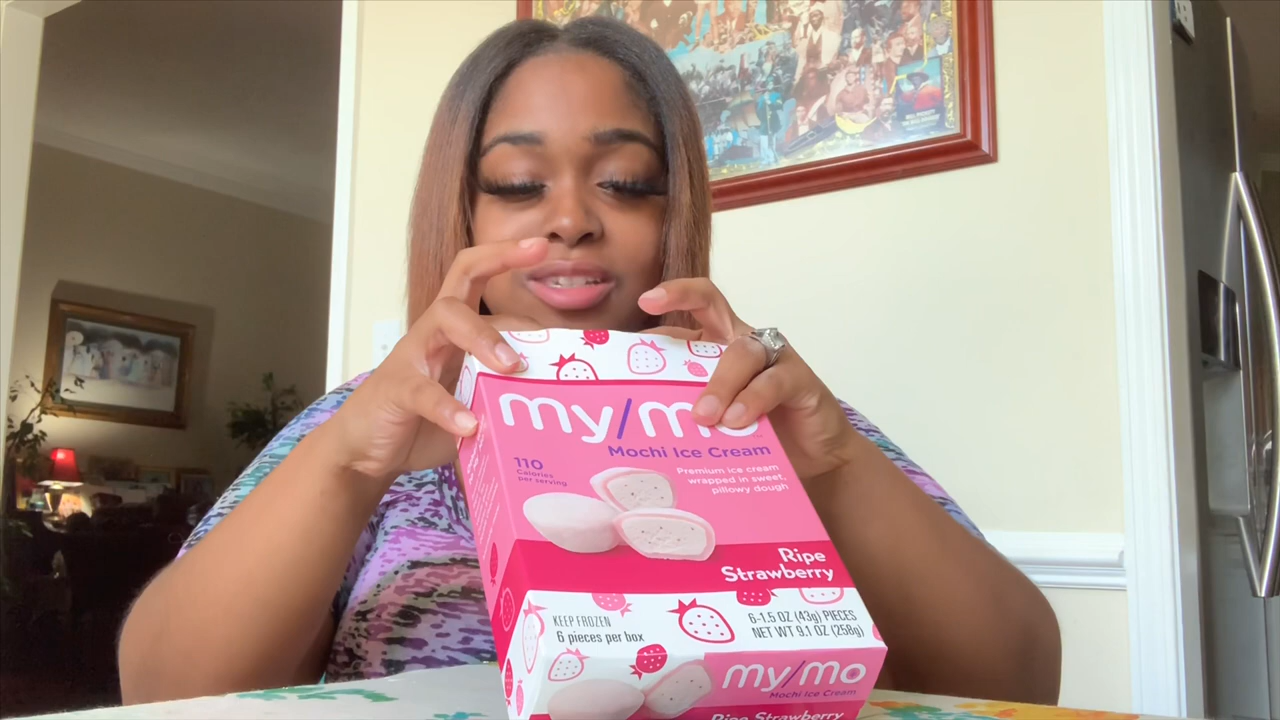 my/mo
Mochi Ice Cream
110
Calories
per serving
Premium ice cream
wrapped in sweet,
pillowy dough
Ripe
Strawberry
KEEP FROZEN
6 pieces per box
6-1.5 OZ (43g) PIECES
NET WT 9.1 OZ (258g)
my/mo
Mochi Ice Cream
Ripe Strawberry